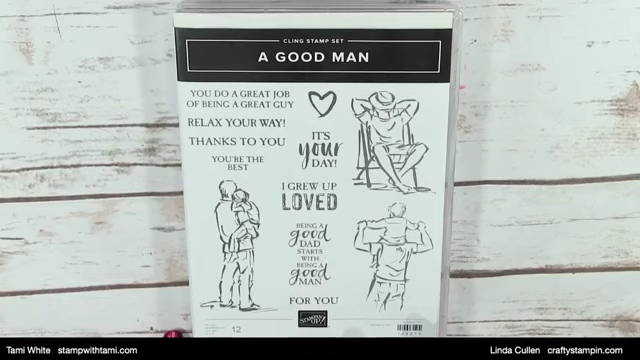 CLING STAMP SET
A GOOD MAN
YOU DO A GREAT JOB
OF BEING A GREAT GUY
RELAX YOUR WAY!
THANKS TO YOU
YOU'RE THE
BEST
IT'S
your
DAY!
I GREW UP
LOVED
BEING A
good
DAD
STARTS
WITH
BEING A
good
MAN
FOR YOU
STAMPIN' UP!
12
Tami White stampwithtami.com
Linda Cullen craftystampin.com